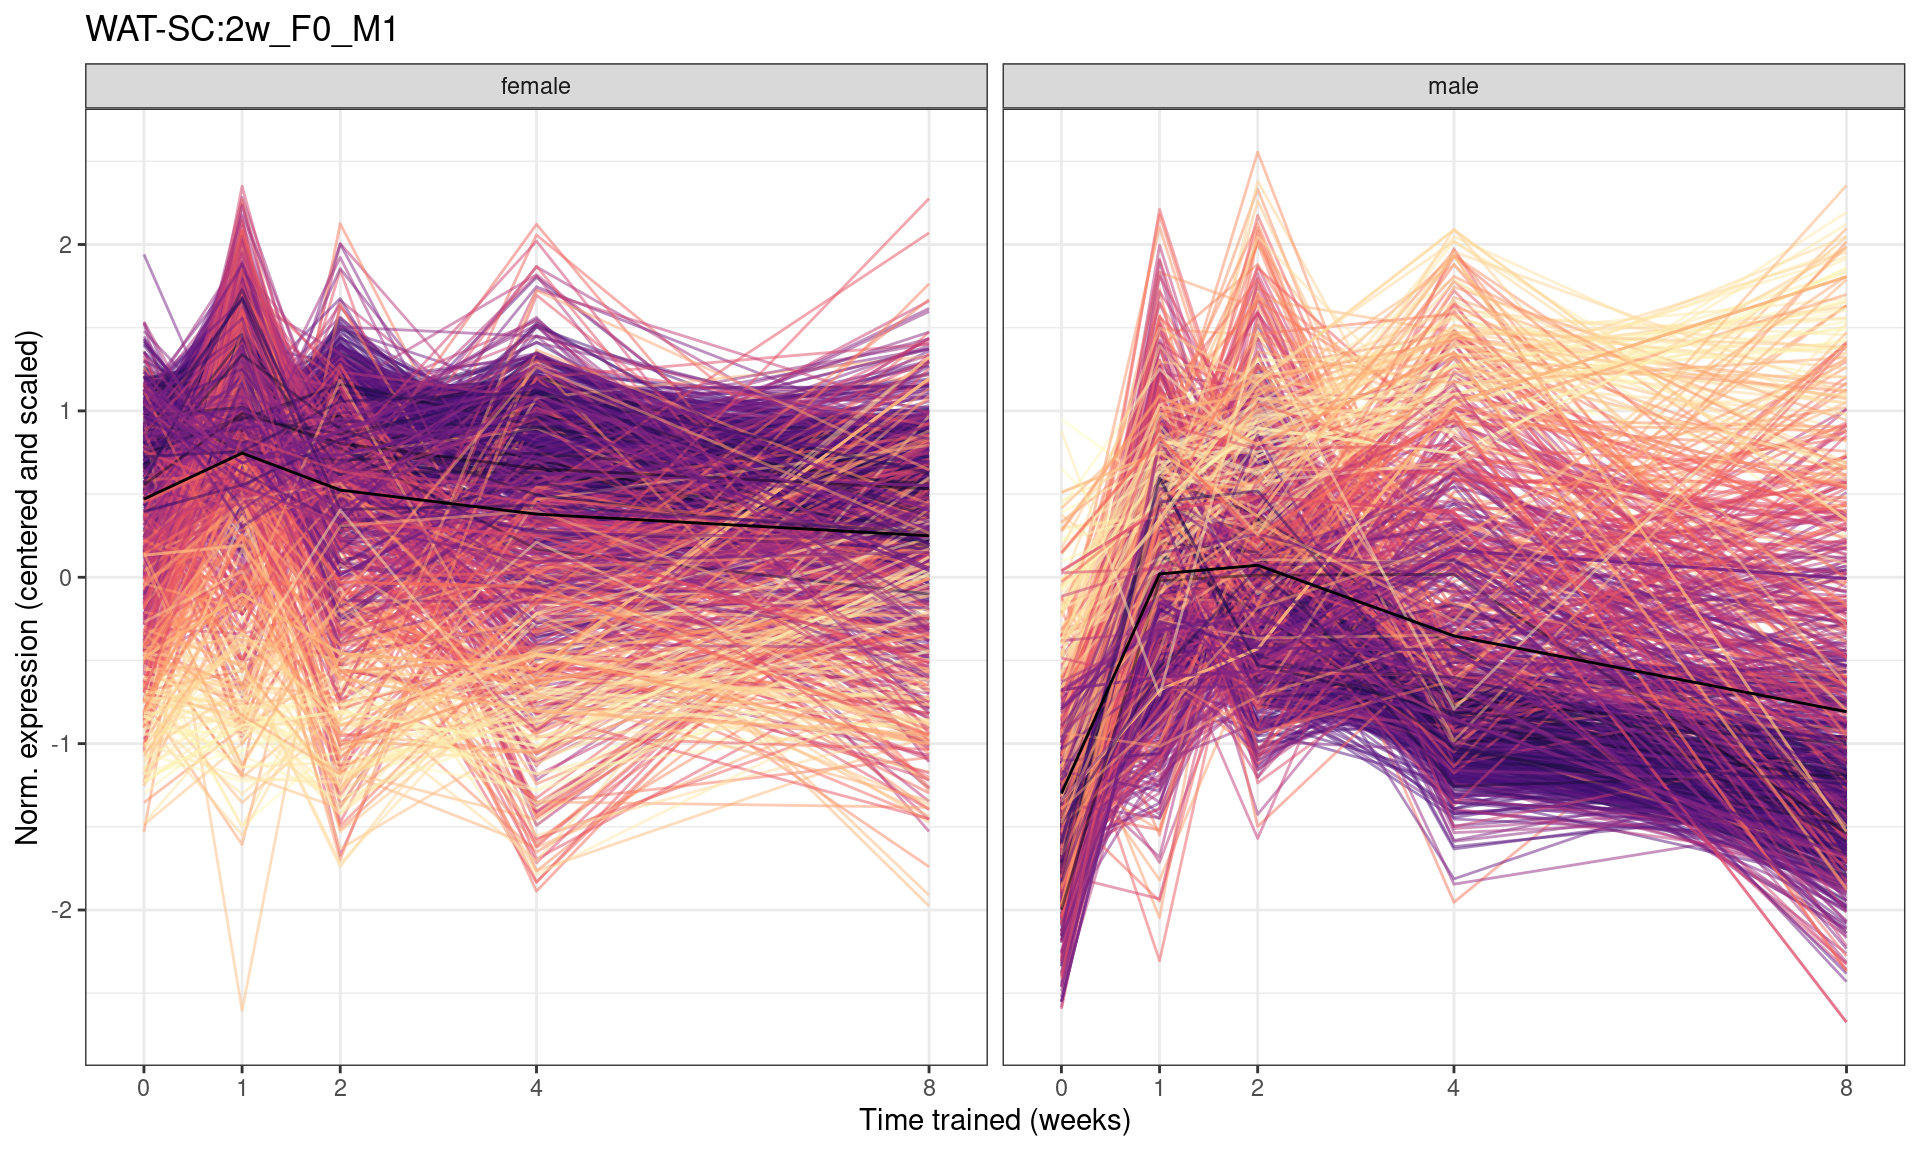 WAT-SC:2w_F0_M1
female
male
Norm. expression (centered and scaled)
2
1
0
-1
-2
0 1 2 4 8
0 1 2 4 8
Time trained (weeks)